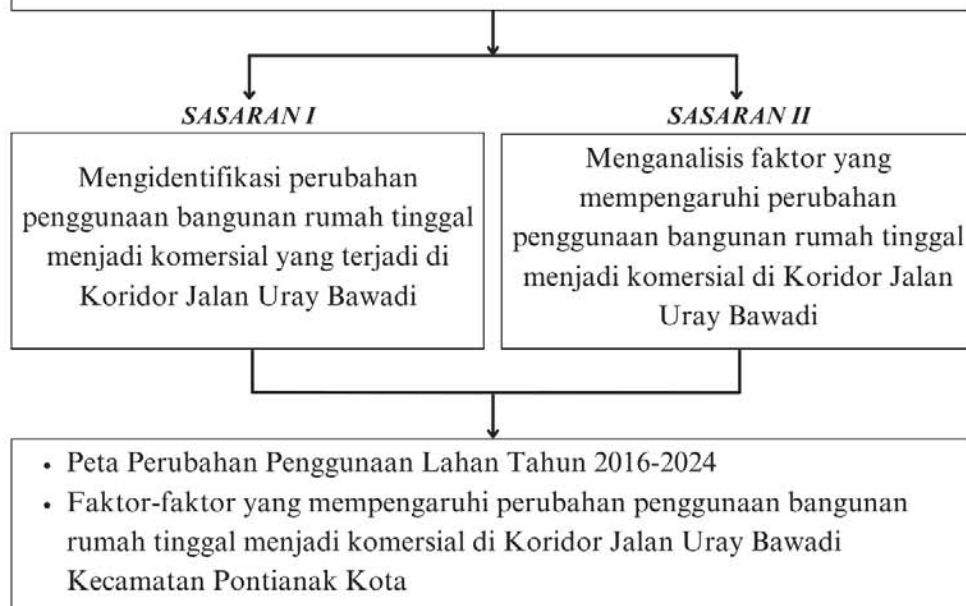 SASARAN I
Mengidentifikasi perubahan
penggunaan bangunan rumah tinggal
menjadi komersial yang terjadi di
Koridor Jalan Uray Bawadi
SASARAN II
Menganalisis faktor yang
mempengaruhi perubahan
penggunaan bangunan rumah tinggal
menjadi komersial di Koridor Jalan
Uray Bawadi
• Peta Perubahan Penggunaan Lahan Tahun 2016-2024
• Faktor-faktor yang mempengaruhi perubahan penggunaan bangunan
rumah tinggal menjadi komersial di Koridor Jalan Uray Bawadi
Kecamatan Pontianak Kota